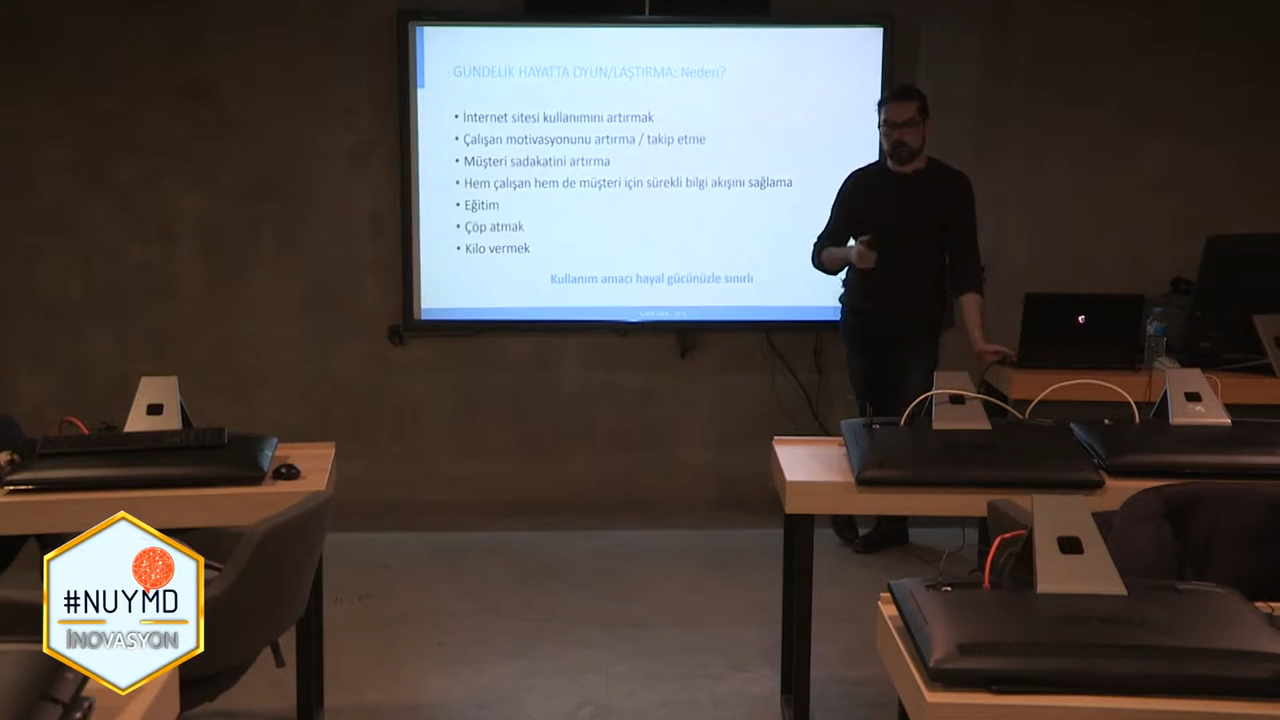 GÜNDELİK HAYATTA OYUN/LAŞTIRMA: Neden?
• İnternet sitesi kullanımını artırmak
• Çalışan motivasyonunu artırma / takip etme
• Müşteri sadakatini artırma
• Hem çalışan hem de müşteri için sürekli bilgi akışını sağlama
• Eğitim
• Çöp atmak
• Kilo vermek
Kullanım amacı hayal gücünüzle sınırlı
#NUYMD
İNOVASYON